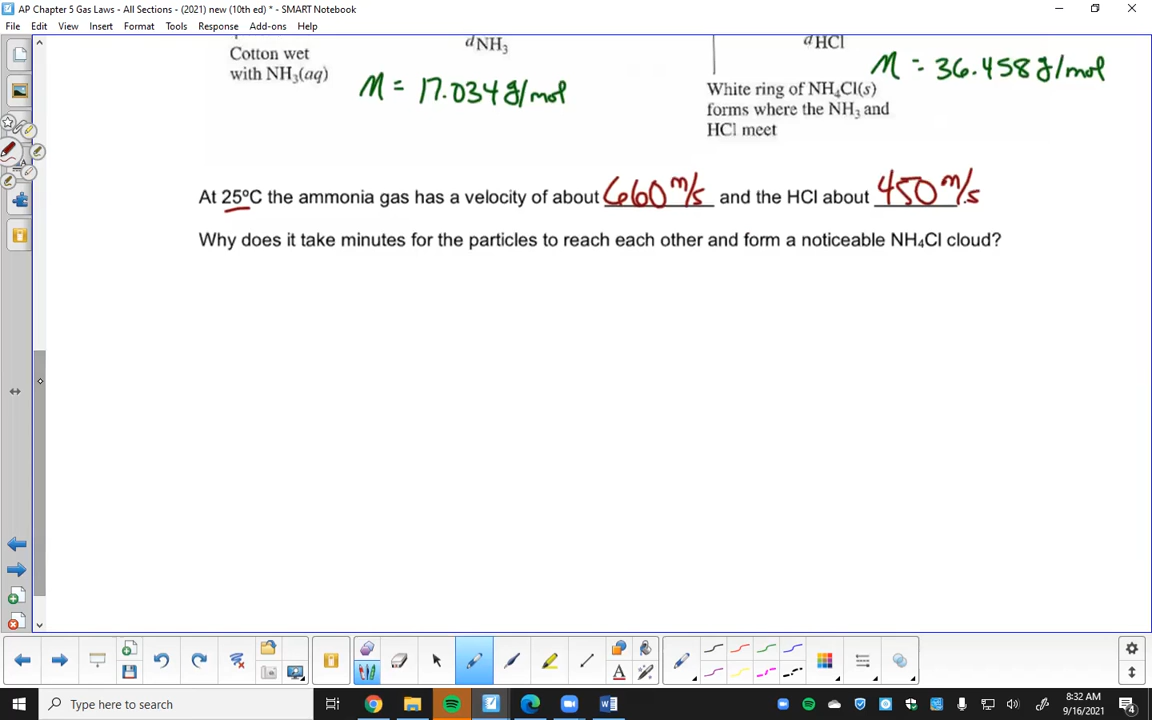 AP Chapter 5 Gas Laws - All Sections - (2021) new (10th ed) * - SMART Notebook
File Edit View Insert Format Tools Response Add-ons Help
Cotton wet
with NH₃(aq)
dNH₃
M = 17.034 g/mol
dHCl
M = 36.458 g/mol
White ring of NH₄Cl(s)
forms where the NH₃ and
HCl meet
At 25°C the ammonia gas has a velocity of about 660 m/s and the HCl about 450 m/s.
Why does it take minutes for the particles to reach each other and form a noticeable NH₄Cl cloud?
Type here to search
8:32 AM
9/16/2021
4